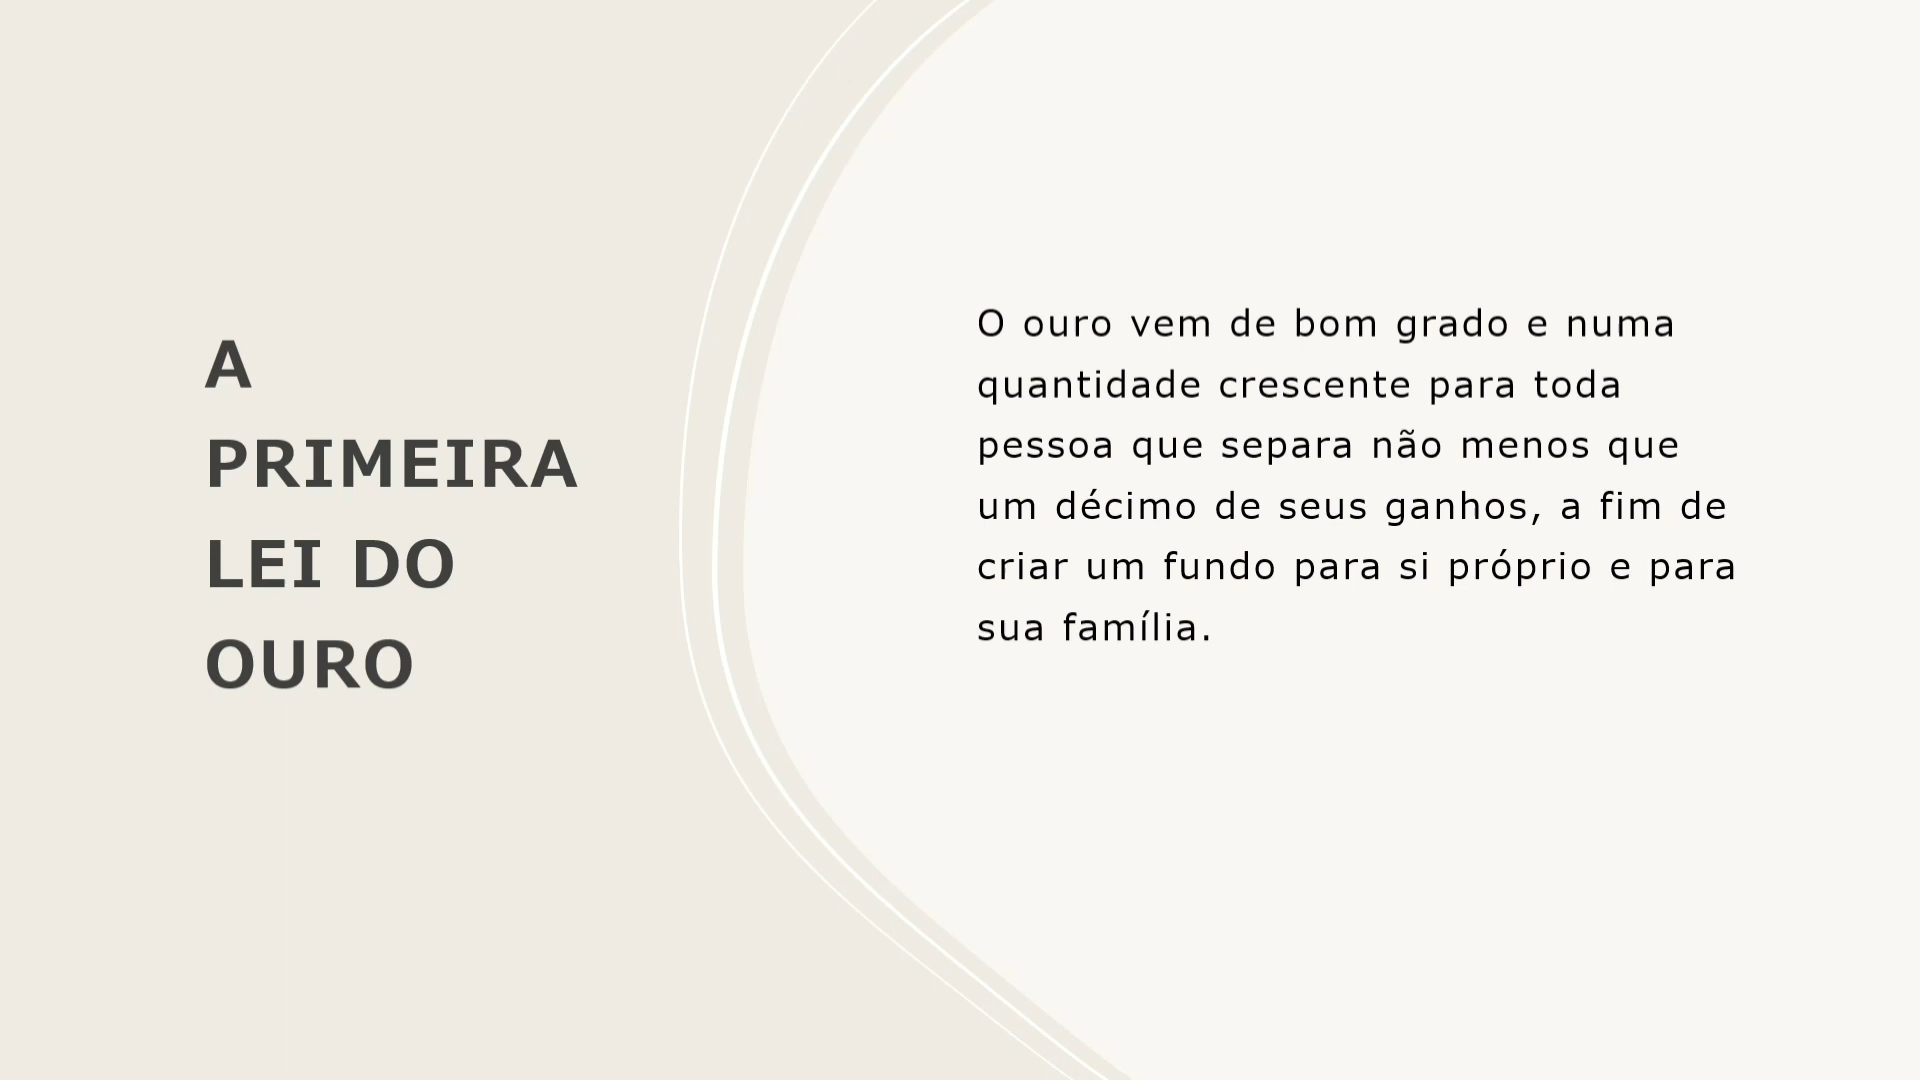 A
PRIMEIRA
LEI DO
OURO
O ouro vem de bom grado e numa
quantidade crescente para toda
pessoa que separa não menos que
um décimo de seus ganhos, a fim de
criar um fundo para si próprio e para
sua família.